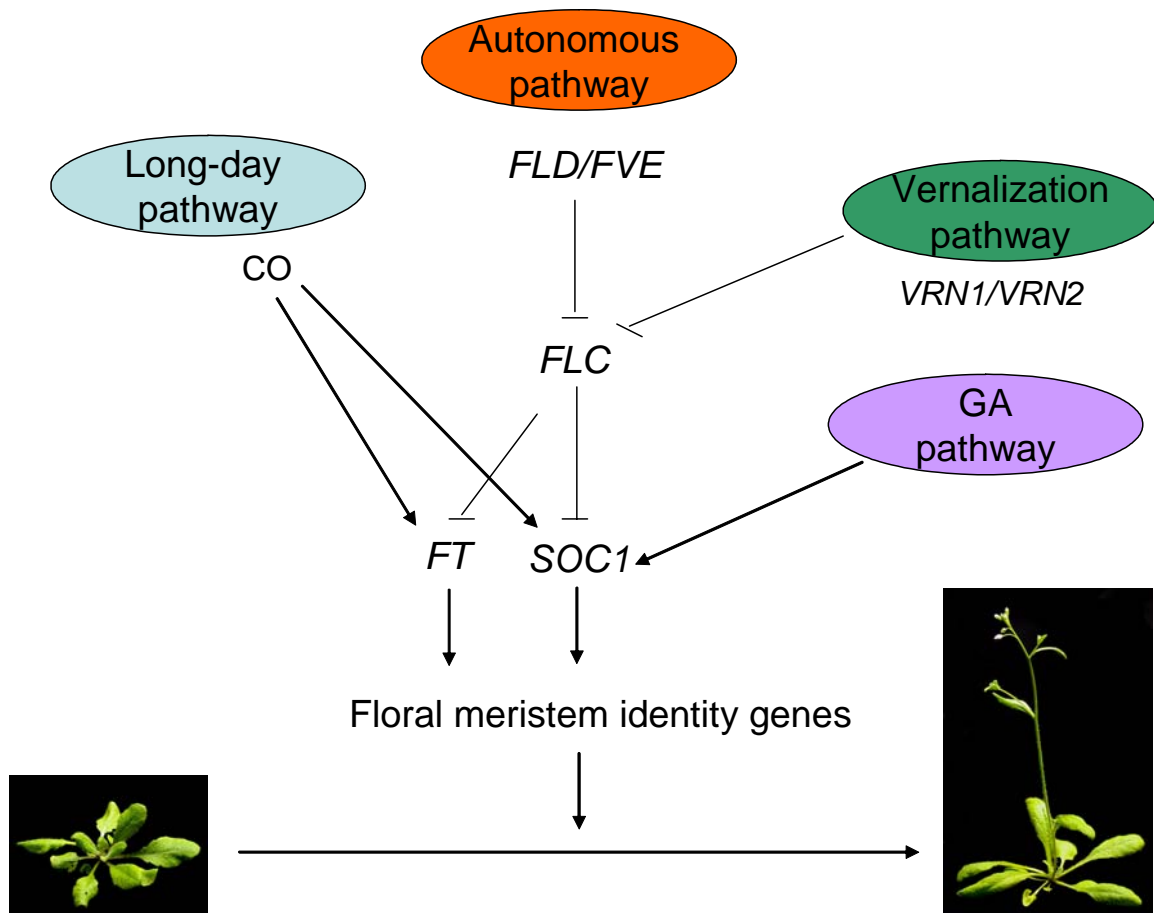 Autonomous
pathway
Long-day
pathway
FLD/FVE
Vernalization
pathway
CO
VRN1/VRN2
FLC
GA
pathway
FT
SOC1
Floral meristem identity genes